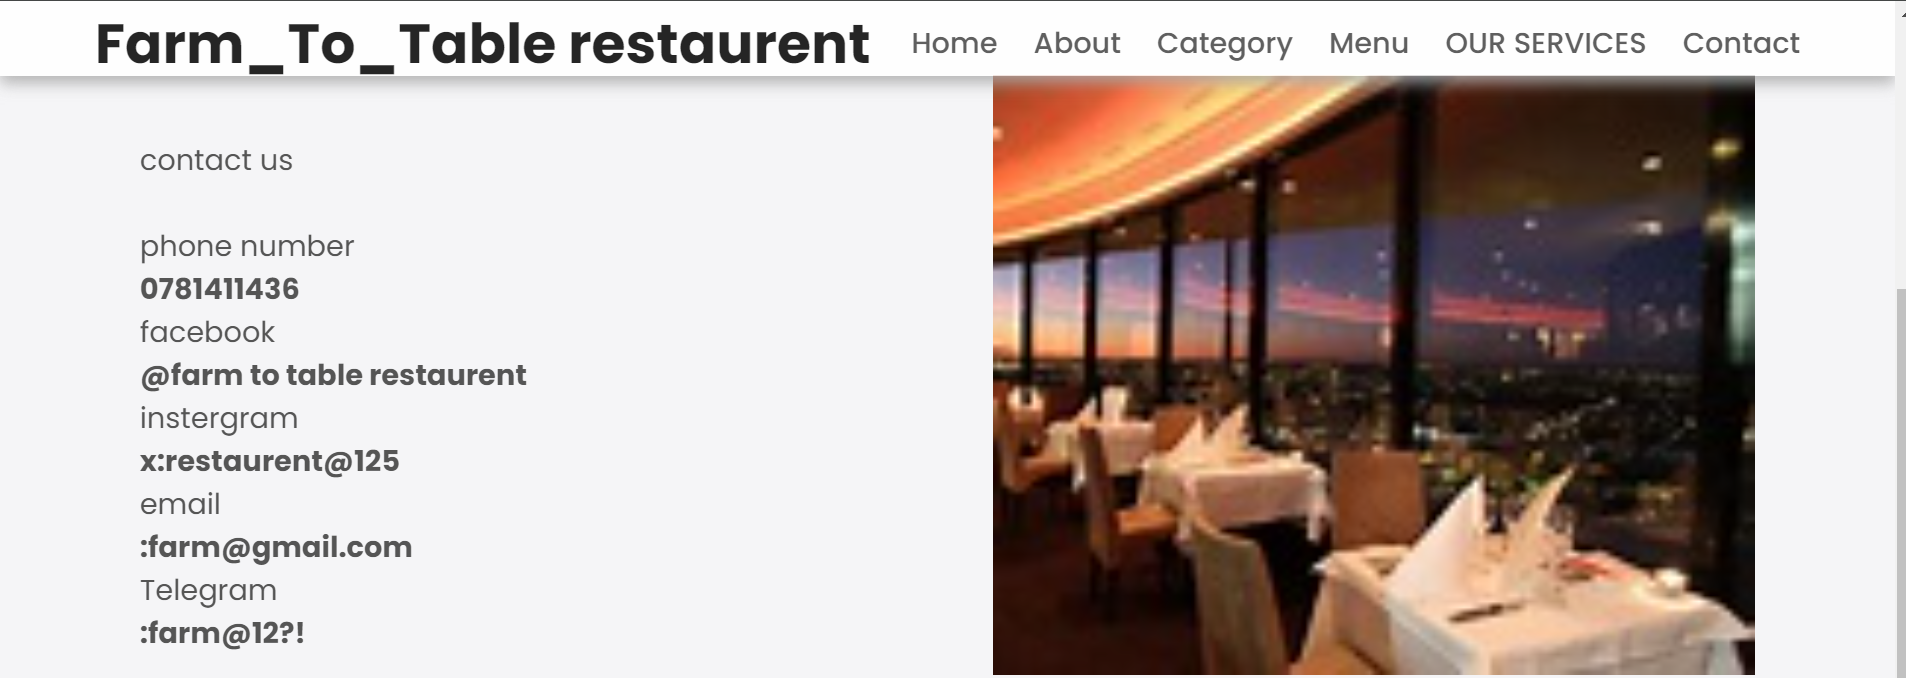 Farm_To_Table restaurent Home About Category Menu OUR SERVICES Contact
contact us
phone number
0781411436
facebook
@farm to table restaurent
instergram
x:restaurent@125
email
:farm@gmail.com
Telegram
:farm@12?!